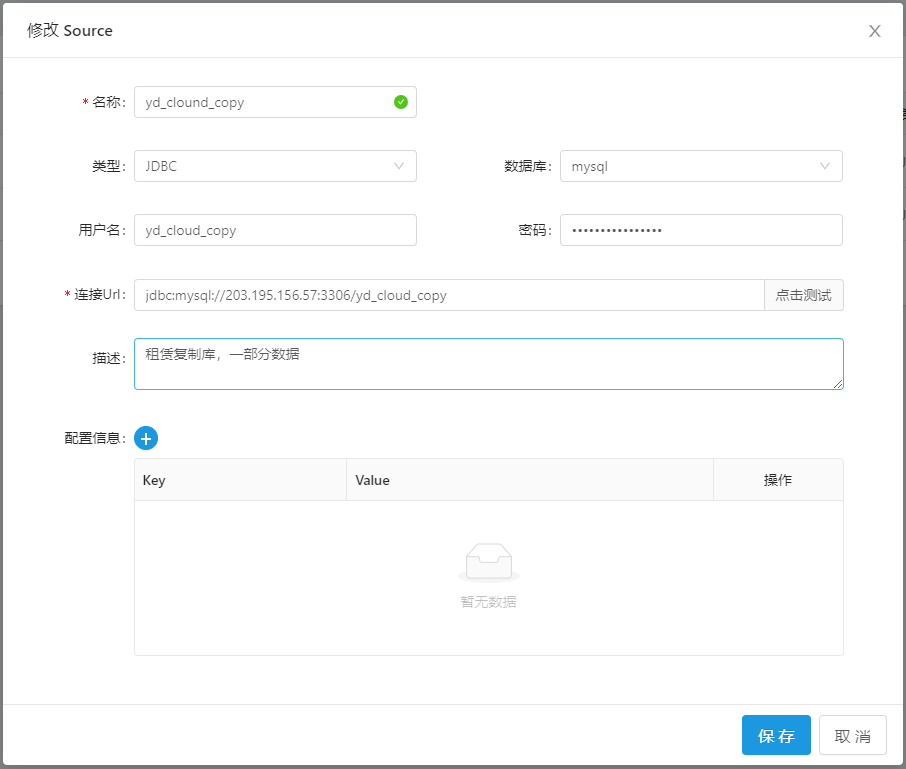 修改 Source
* 名称:
yd_clound_copy
类型:
JDBC
数据库:
mysql
用户名:
yd_cloud_copy
密码:
••••••••••••••••
* 连接Url:
jdbc:mysql://203.195.156.57:3306/yd_cloud_copy
点击测试
描述:
租赁复制库，一部分数据
配置信息:
Key
Value
操作
暂无数据
保 存
取 消